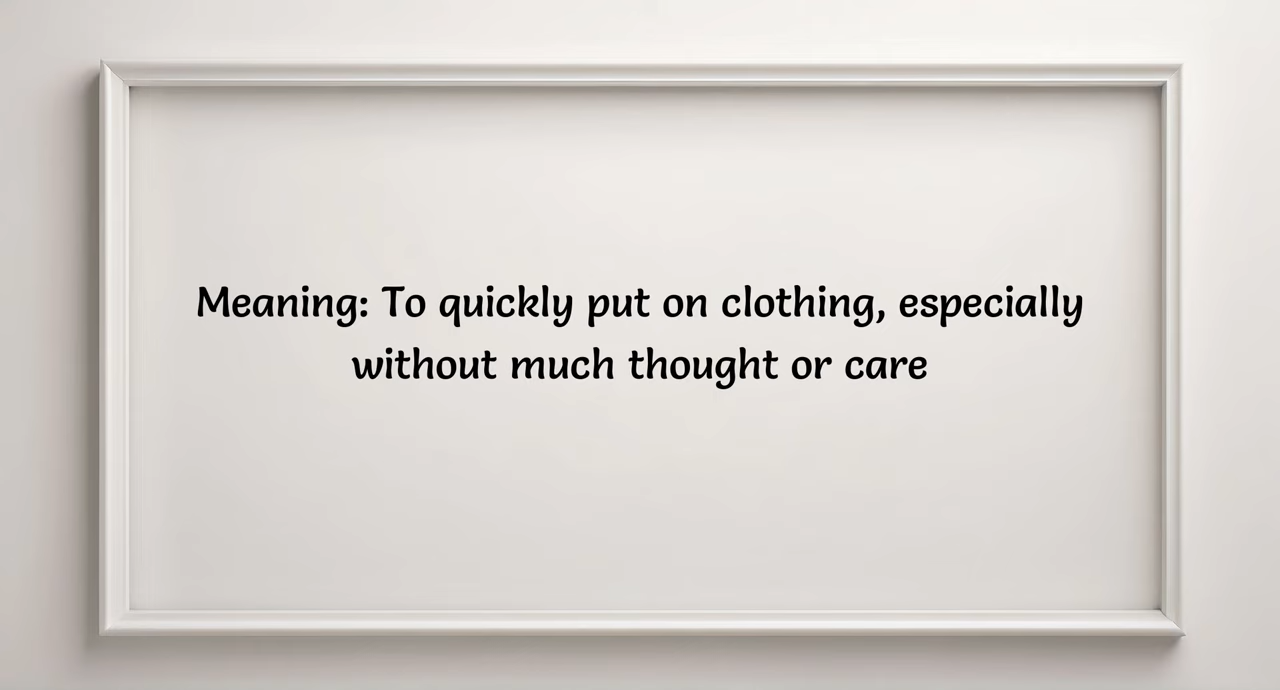 Meaning: To quickly put on clothing, especially
without much thought or care